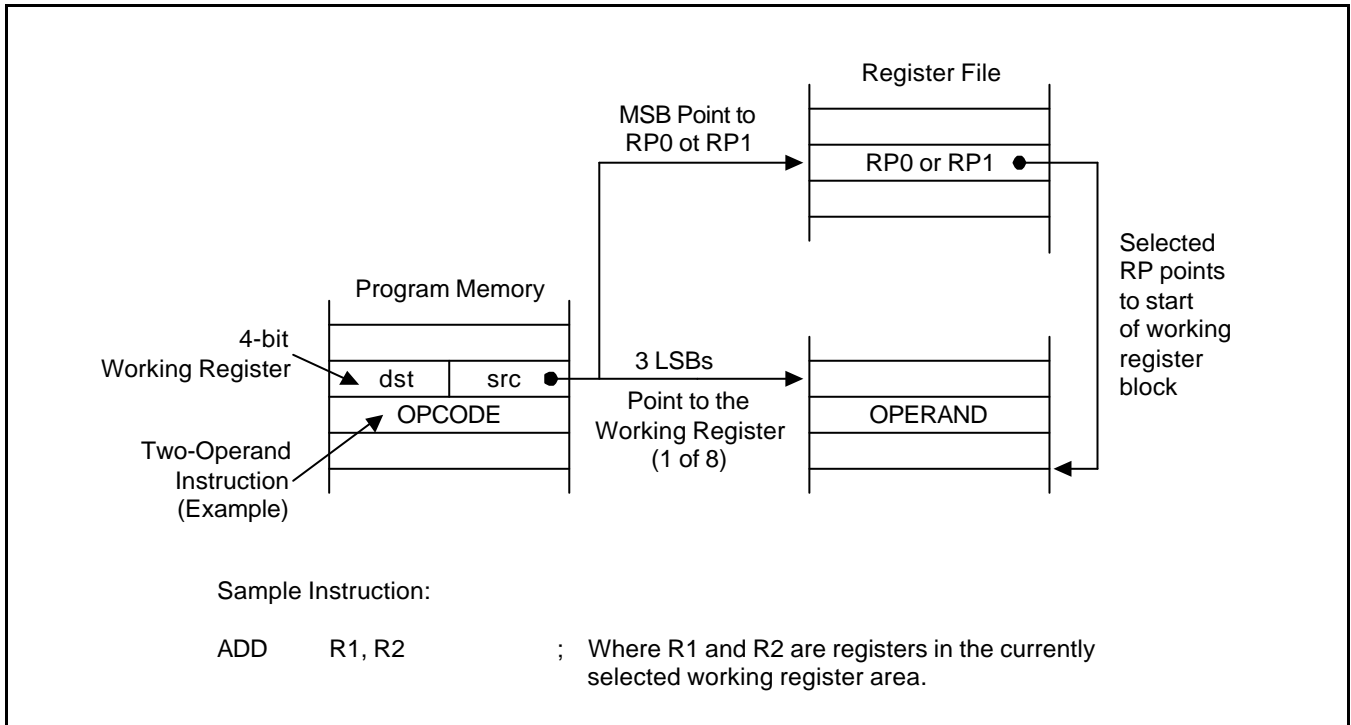 Register File
MSB Point to
RP0 ot RP1
RP0 or RP1
Selected
RP points
to start
of working
register
block
Program Memory
4-bit
Working Register
dst src
3 LSBs
OPCODE
Point to the
Working Register
(1 of 8)
OPERAND
Two-Operand
Instruction
(Example)
Sample Instruction:
ADD R1, R2 ; Where R1 and R2 are registers in the currently
selected working register area.